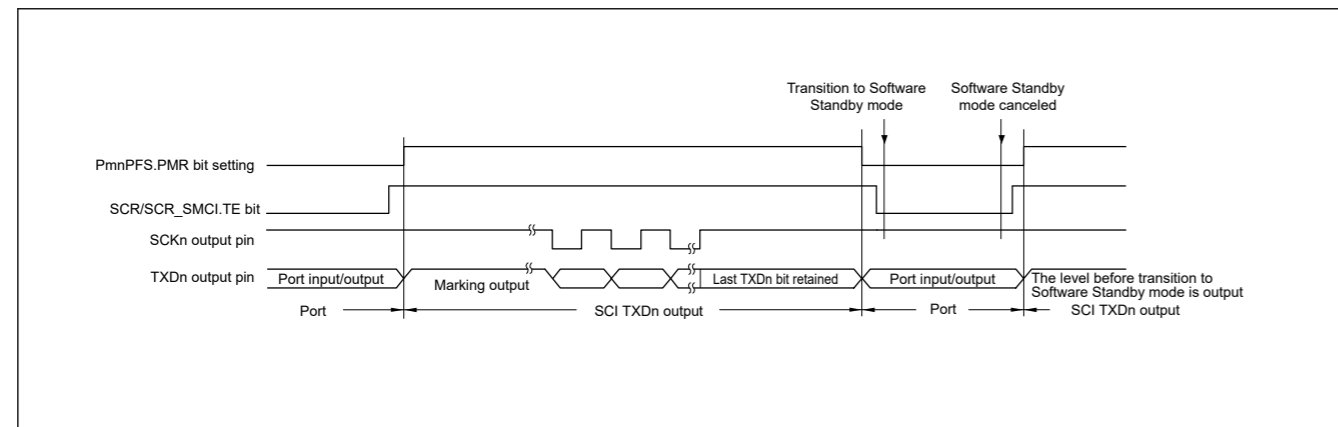 Transition to Software
Standby mode
Software Standby
mode canceled
PmnPFS.PMR bit setting
SCR/SCR_SMCI.TE bit
SCKn output pin
TXDn output pin
Port input/output
Marking output
Last TXDn bit retained
Port input/output
The level before transition to
Software Standby mode is output
Port
SCI TXDn output
Port
SCI TXDn output